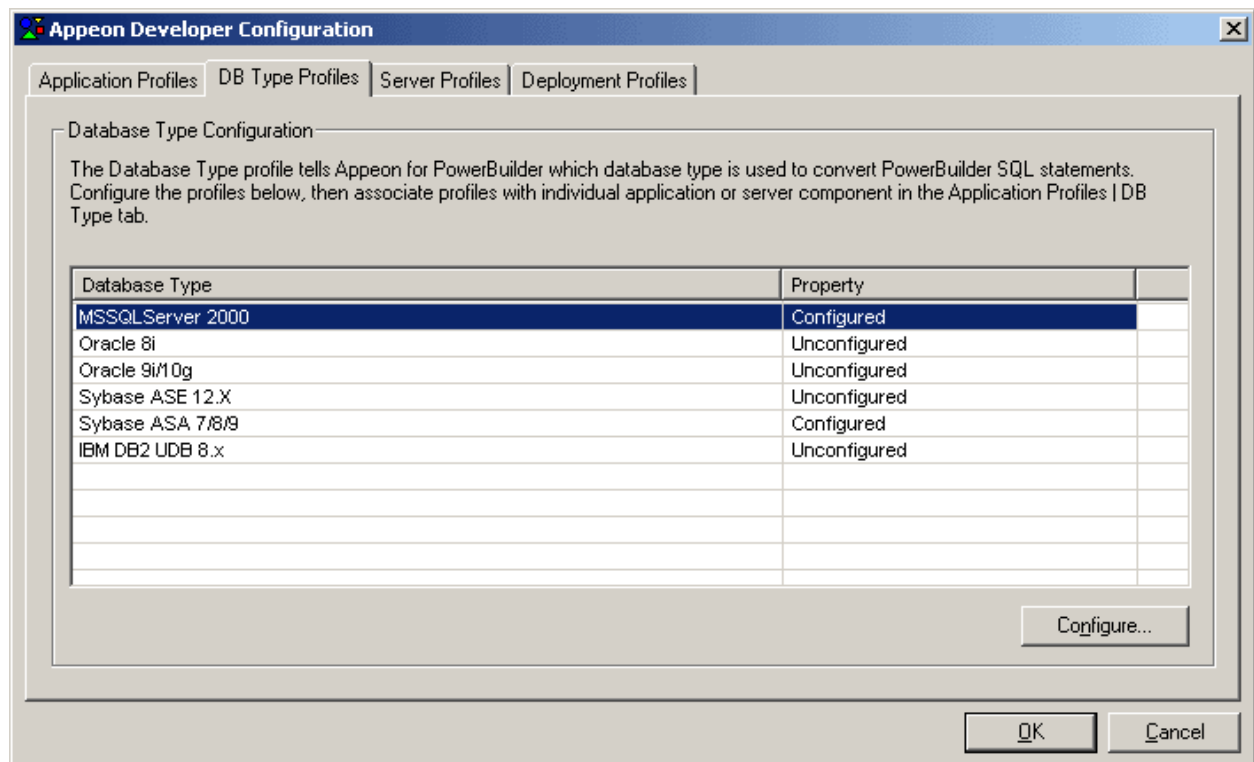 Appeon Developer Configuration
Application Profiles DB Type Profiles Server Profiles Deployment Profiles
Database Type Configuration
The Database Type profile tells Appeon for PowerBuilder which database type is used to convert PowerBuilder SQL statements.
Configure the profiles below, then associate profiles with individual application or server component in the Application Profiles | DB
Type tab.
Database Type Property
MSSQLServer 2000 Configured
Oracle 8i Unconfigured
Oracle 9i/10g Unconfigured
Sybase ASE 12.X Unconfigured
Sybase ASA 7/8/9 Configured
IBM DB2 UDB 8.x Unconfigured
Configure...
OK Cancel